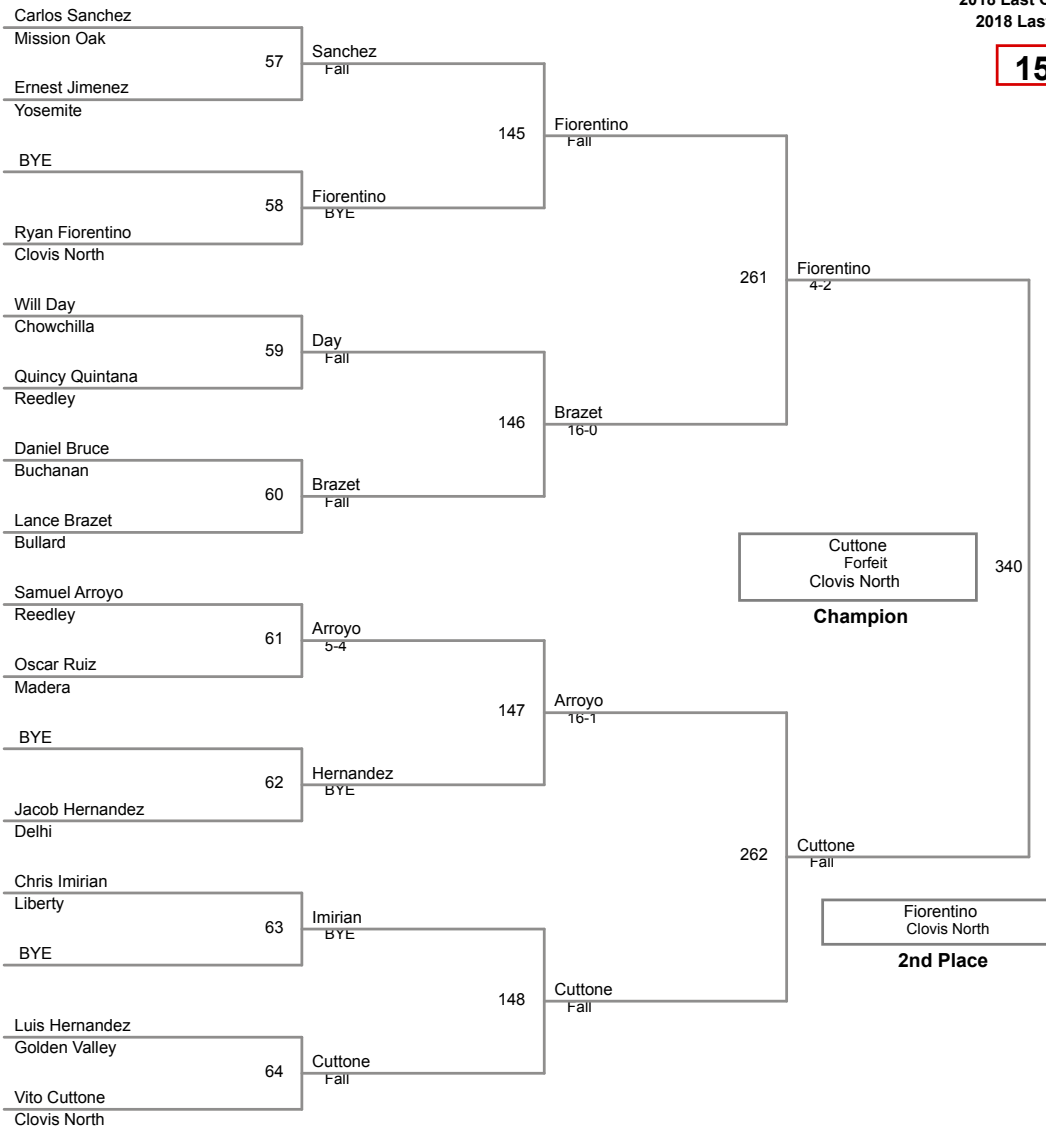 2018 Last
2018 Las
15
Carlos Sanchez
Mission Oak
57
Sanchez
Fall
Ernest Jimenez
Yosemite
145
Fiorentino
Fall
BYE
58
Fiorentino
BYE
Ryan Fiorentino
Clovis North
261
Fiorentino
4-2
Will Day
Chowchilla
59
Day
Fall
Quincy Quintana
Reedley
146
Brazet
16-0
Daniel Bruce
Buchanan
60
Brazet
Fall
Lance Brazet
Bullard
Cuttone
Forfeit
Clovis North
340
Champion
Samuel Arroyo
Reedley
61
Arroyo
5-4
Oscar Ruiz
Madera
147
Arroyo
16-1
BYE
62
Hernandez
BYE
Jacob Hernandez
Delhi
262
Cuttone
Fall
Chris Imirian
Liberty
63
Imirian
BYE
BYE
Fiorentino
Clovis North
2nd Place
148
Cuttone
Fall
Luis Hernandez
Golden Valley
64
Cuttone
Fall
Vito Cuttone
Clovis North